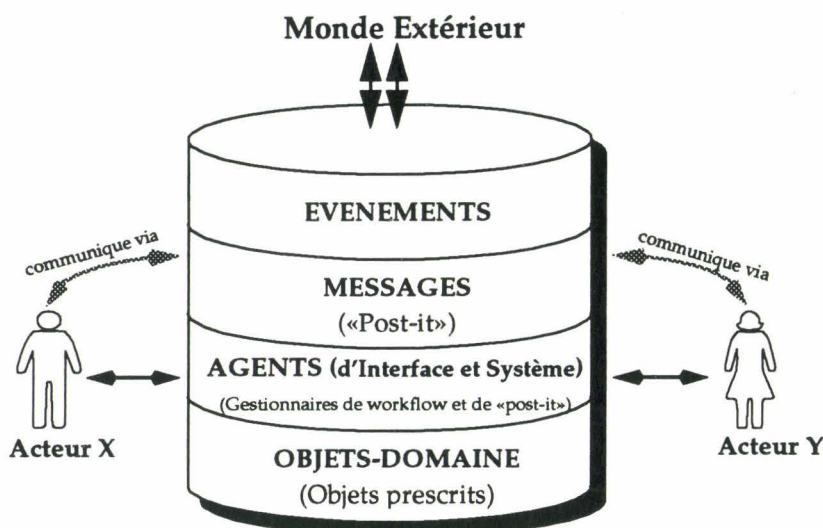 Monde Extérieur
EVENEMENTS
communique via
communique via
MESSAGES
(«Post-it»)
AGENTS (d'Interface et Système)
(Gestionnaires de workflow et de «post-it»)
Acteur X
Acteur Y
OBJETS-DOMAINE
(Objets prescrits)